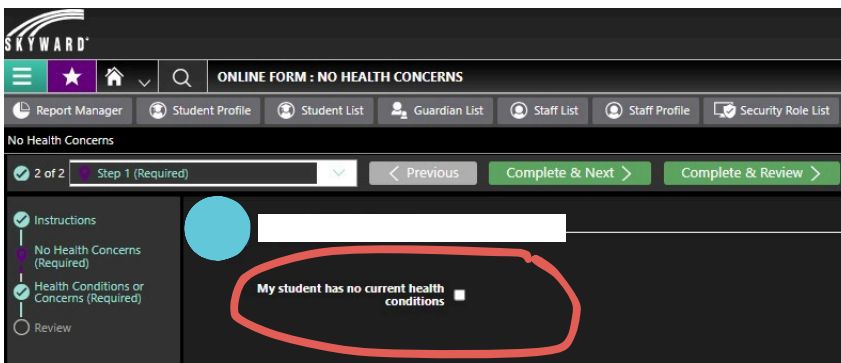 SKYWARD
ONLINE FORM : NO HEALTH CONCERNS
Report Manager Student Profile Student List Guardian List Staff List Staff Profile Security Role List
No Health Concerns
2 of 2 Step 1 (Required) Previous Complete & Next Complete & Review
Instructions
No Health Concerns
(Required)
Health Conditions or
Concerns (Required)
Review
My student has no current health
conditions